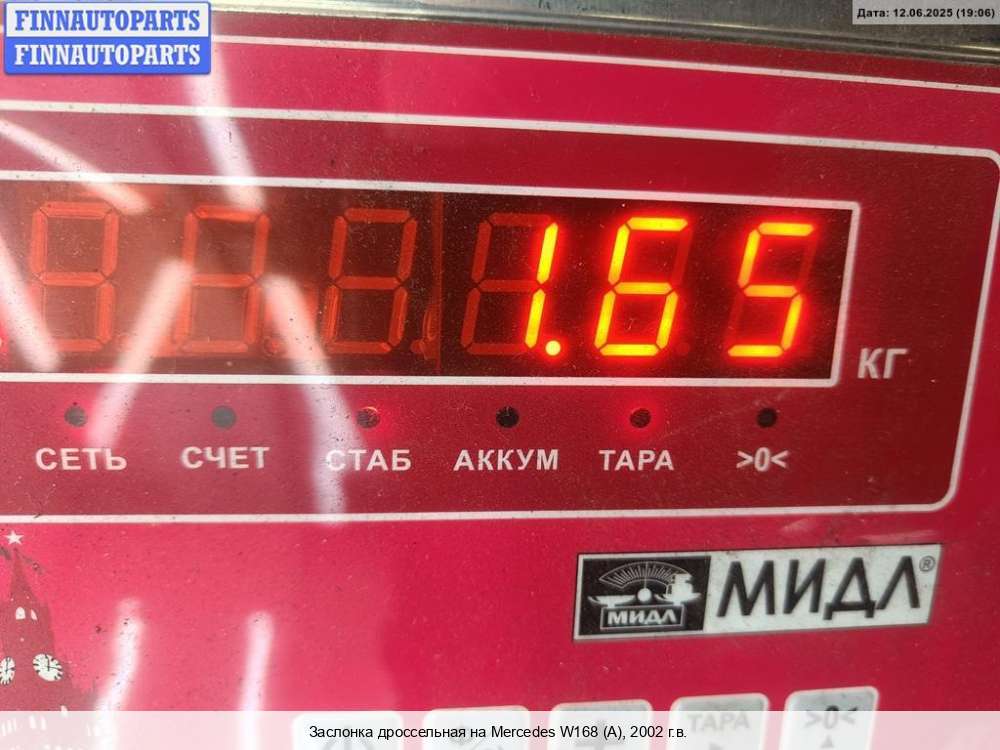 FINNAUTOPARTS
FINNAUTOPARTS
Дата: 12.06.2025 (19:06)
1.65
КГ
СЕТЬ СЧЕТ СТАБ АККУМ ТАРА >0<
МИДЛ МИДЛ®
ТАРА >0<
Заслонка дроссельная на Mercedes W168 (A), 2002 г.в.